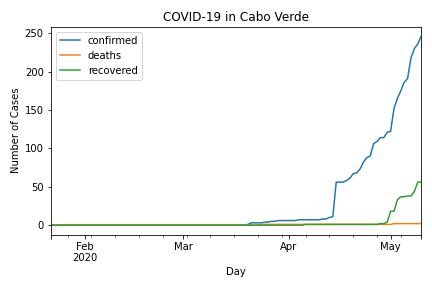 COVID-19 in Cabo Verde
confirmed
deaths
recovered
Number of Cases
250
200
150
100
50
0
Feb
2020
Mar
Apr
May
Day